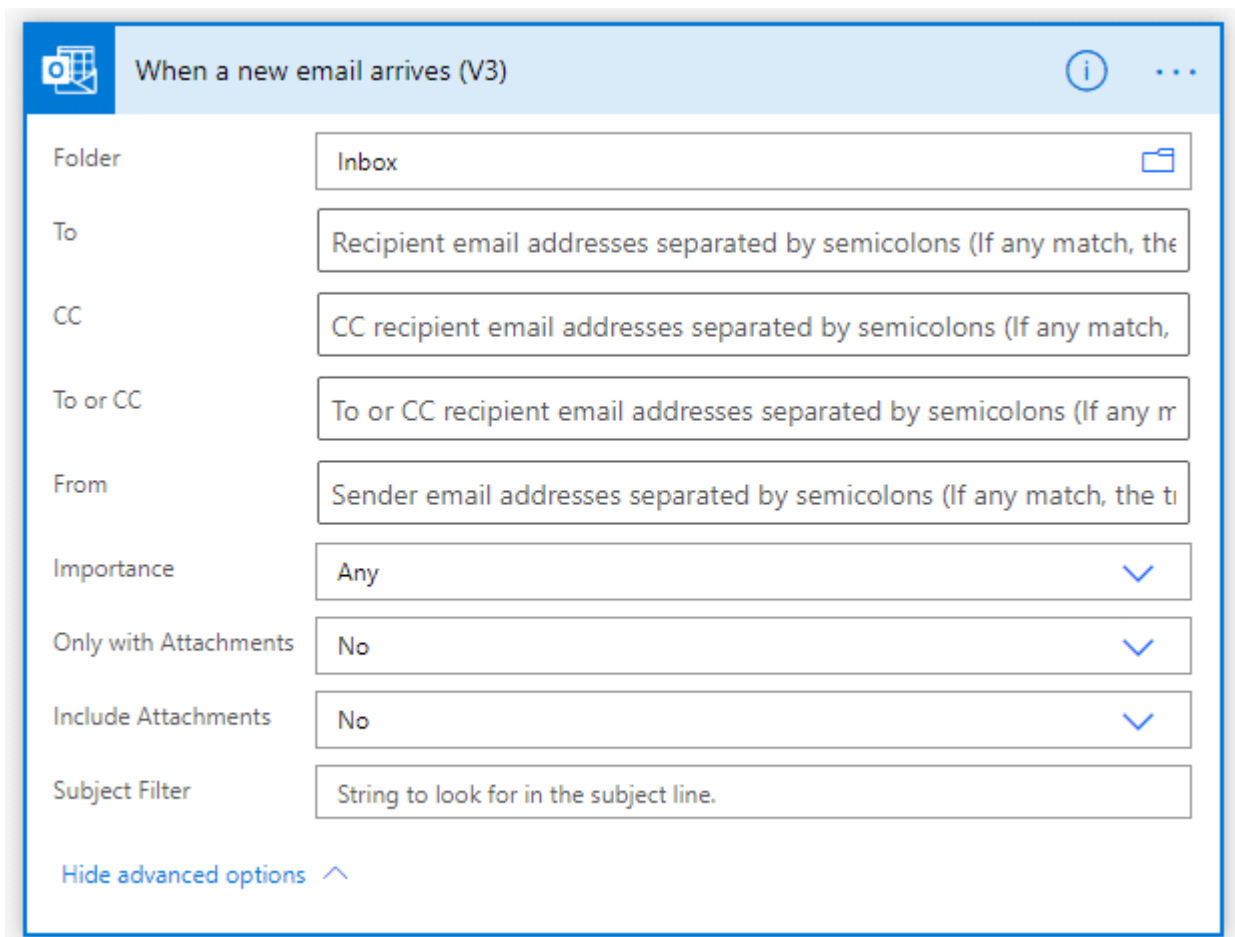 When a new email arrives (V3)
Folder
Inbox
To
Recipient email addresses separated by semicolons (If any match, the
CC
CC recipient email addresses separated by semicolons (If any match,
To or CC
To or CC recipient email addresses separated by semicolons (If any m
From
Sender email addresses separated by semicolons (If any match, the tr
Importance
Any
Only with Attachments
No
Include Attachments
No
Subject Filter
String to look for in the subject line.
Hide advanced options